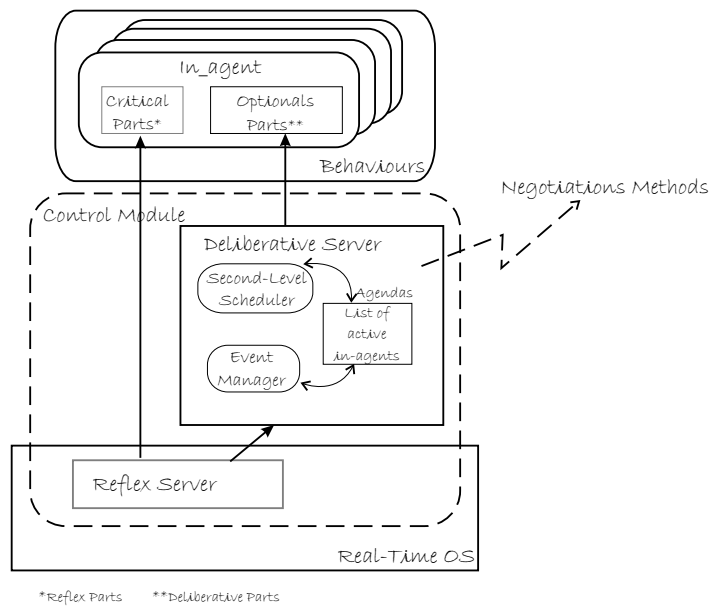 In_agent
Critical
Parts*
Optionals
Parts**
Behaviours
Negotiations Methods
Control Module
Deliberative Server
Second-Level
Scheduler
Agendas
List of
active
in-agents
Event
Manager
Reflex Server
Real-Time OS
*Reflex Parts **Deliberative Parts